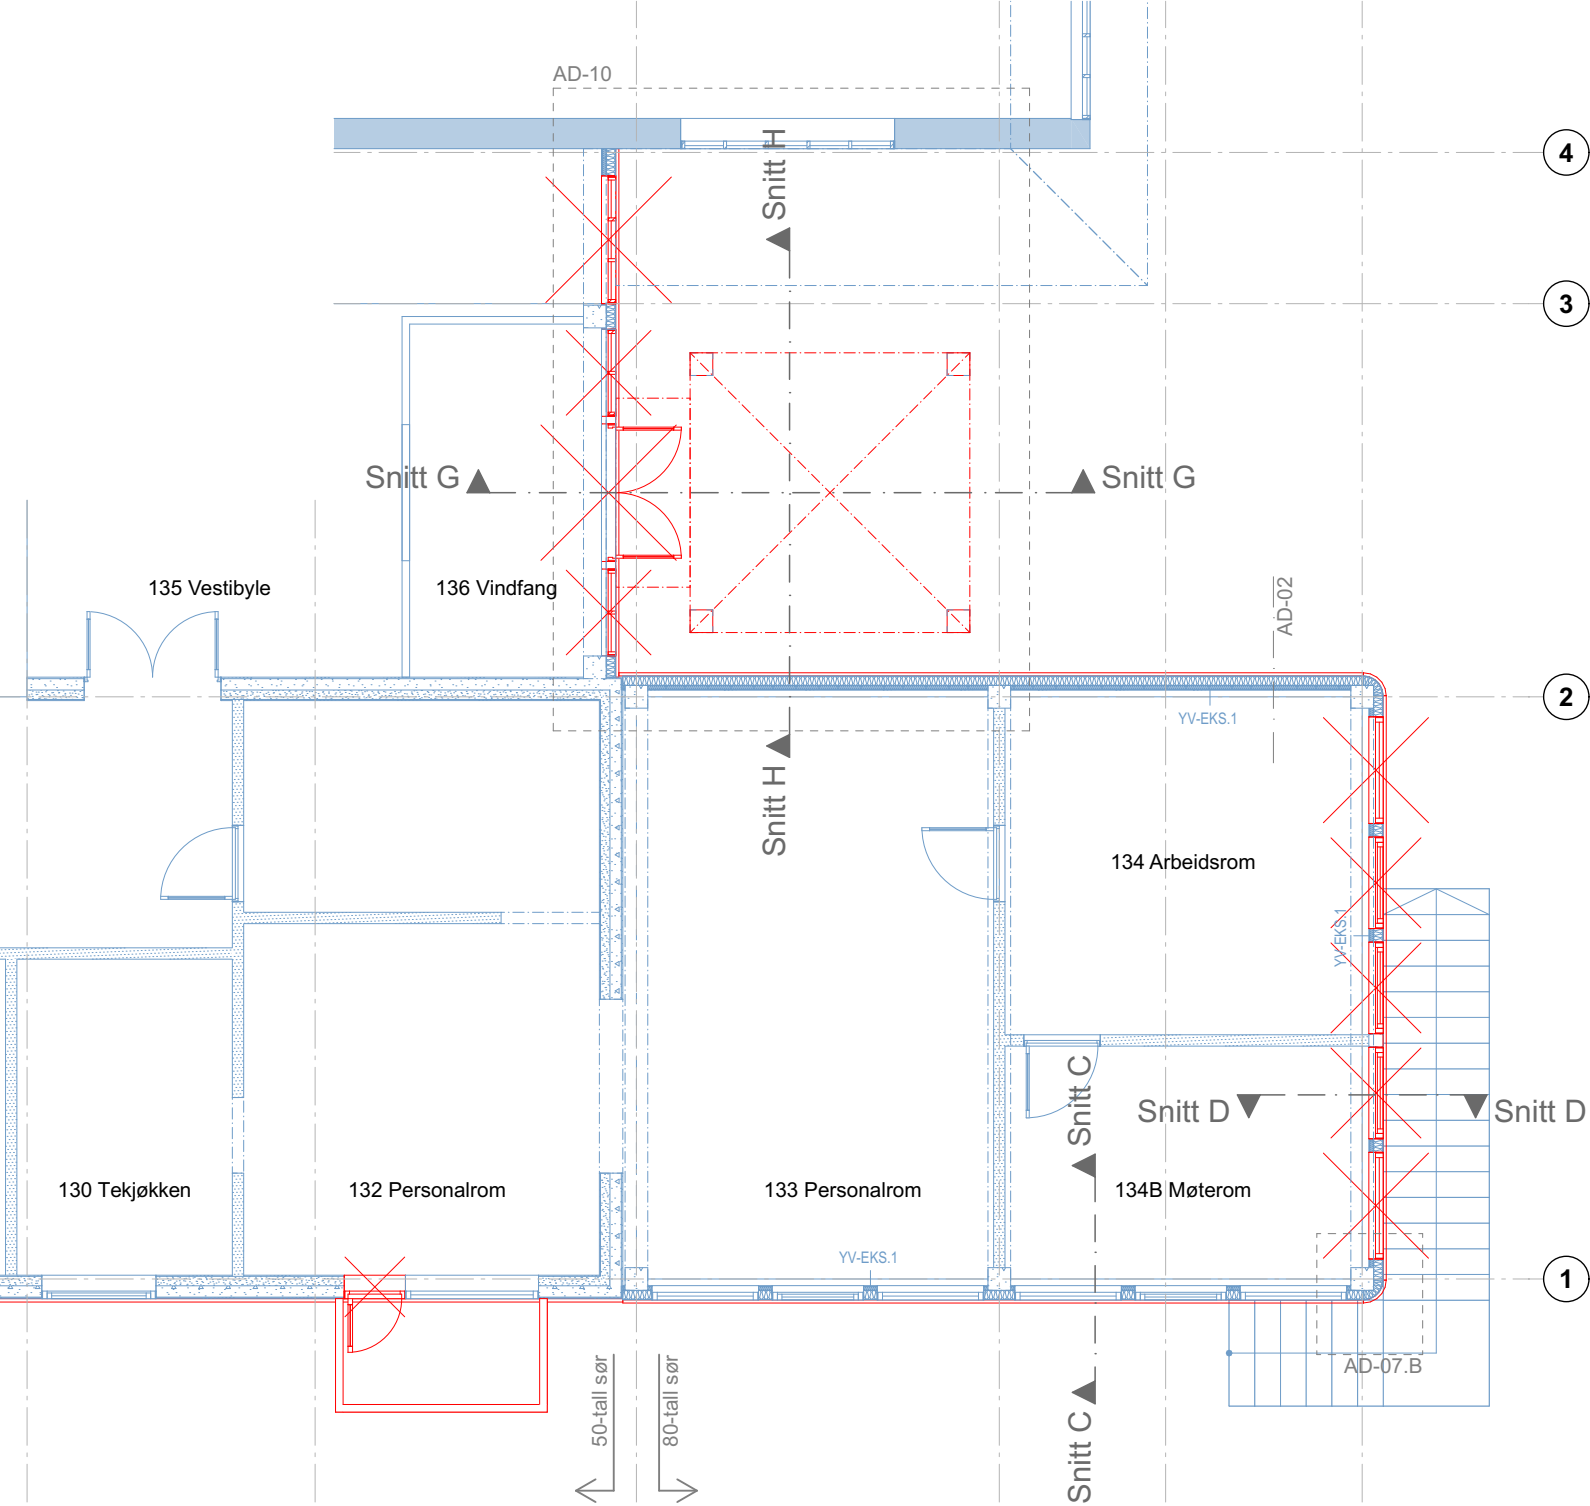 AD-10
Snitt H
4
3
Snitt G
Snitt G
135 Vestibyle
136 Vindfang
AD-02
2
YV-EKS.1
Snitt H
134 Arbeidsrom
YV-EKS.1
Snitt C
Snitt D
Snitt D
130 Tekjøkken
132 Personalrom
133 Personalrom
134B Møterom
YV-EKS.1
1
50-tall sør
80-tall sør
AD-07.B
Snitt C